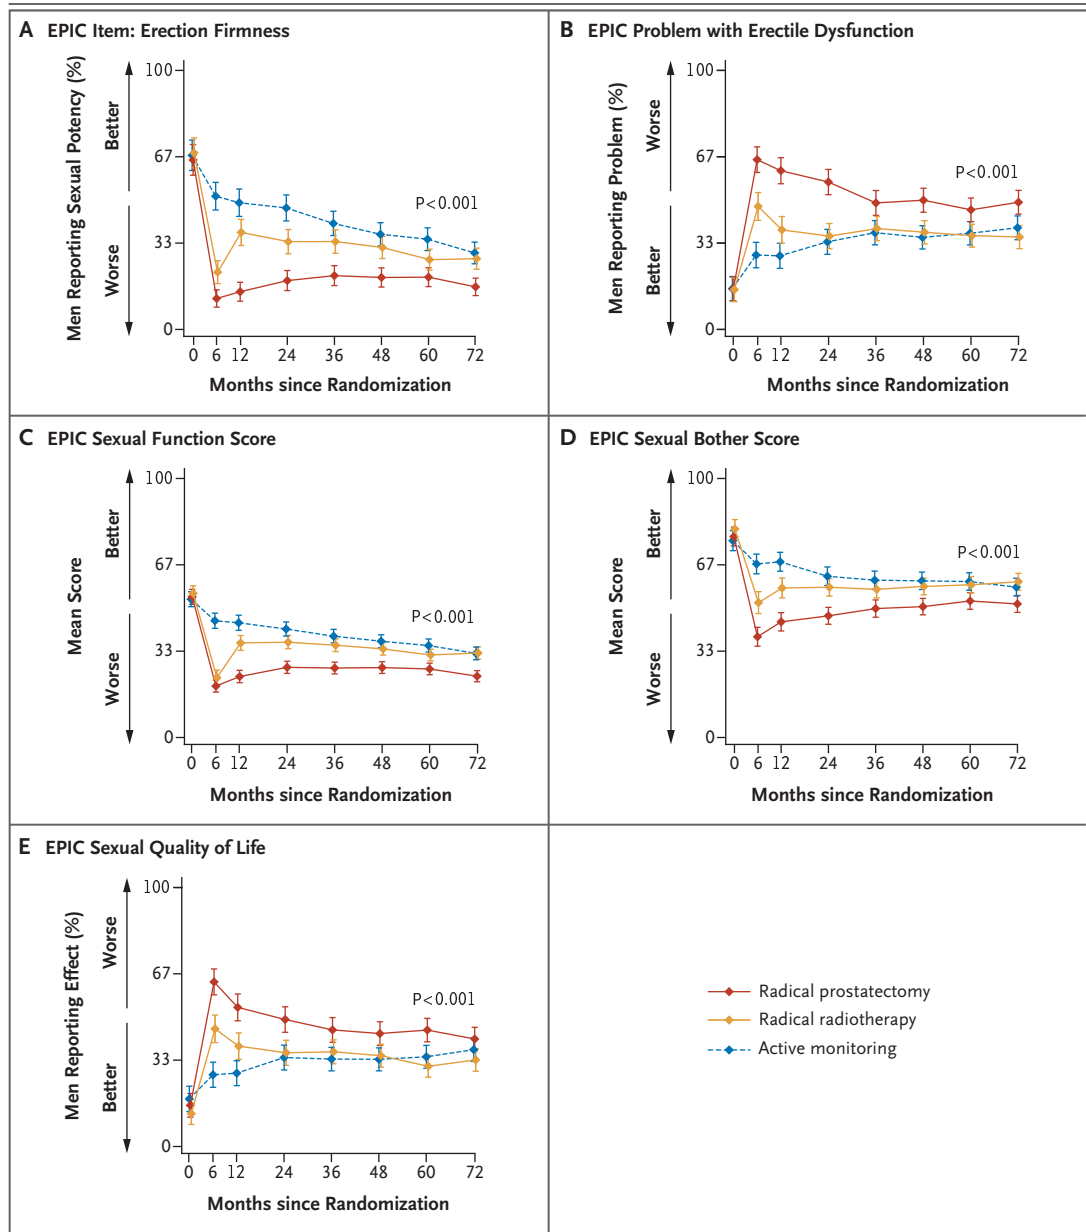 A EPIC Item: Erection Firmness
Men Reporting Sexual Potency (%)
Better
Worse
100
67
33
0
P<0.001
0 6 12 24 36 48 60 72
Months since Randomization
B EPIC Problem with Erectile Dysfunction
Men Reporting Problem (%)
Worse
Better
100
67
33
0
P<0.001
0 6 12 24 36 48 60 72
Months since Randomization
C EPIC Sexual Function Score
Mean Score
Better
Worse
100
67
33
0
P<0.001
0 6 12 24 36 48 60 72
Months since Randomization
D EPIC Sexual Bother Score
Mean Score
Better
Worse
100
67
33
0
P<0.001
0 6 12 24 36 48 60 72
Months since Randomization
E EPIC Sexual Quality of Life
Men Reporting Effect (%)
Worse
Better
100
67
33
0
P<0.001
0 6 12 24 36 48 60 72
Months since Randomization
Radical prostatectomy
Radical radiotherapy
Active monitoring